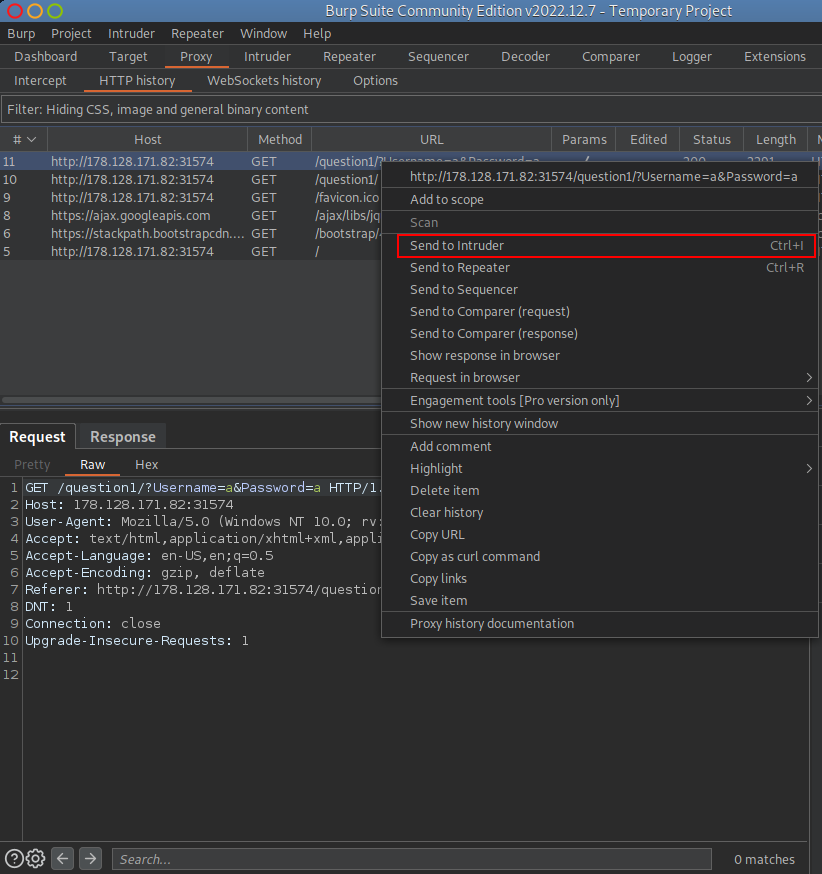 Burp Suite Community Edition v2022.12.7 - Temporary Project
Burp Project Intruder Repeater Window Help
Dashboard Target Proxy Intruder Repeater Sequencer Decoder Comparer Logger Extensions
Intercept HTTP history WebSockets history Options
Filter: Hiding CSS, image and general binary content
# Host Method URL Params Edited Status Length
11 http://178.128.171.82:31574 GET /question1/?Username=a&Password=a
10 http://178.128.171.82:31574 GET /question1/
9 http://178.128.171.82:31574 GET /favicon.ico
8 https://ajax.googleapis.com GET /ajax/libs/jq
6 https://stackpath.bootstrapcdn.... GET /bootstrap/
5 http://178.128.171.82:31574 GET /
http://178.128.171.82:31574/question1/?Username=a&Password=a
Add to scope
Scan
Send to Intruder Ctrl+I
Send to Repeater Ctrl+R
Send to Sequencer
Send to Comparer (request)
Send to Comparer (response)
Show response in browser
Request in browser
Engagement tools [Pro version only]
Show new history window
Add comment
Highlight
Delete item
Clear history
Copy URL
Copy as curl command
Copy links
Save item
Proxy history documentation
Request Response
Pretty Raw Hex
1 GET /question1/?Username=a&Password=a HTTP/1.
2 Host: 178.128.171.82:31574
3 User-Agent: Mozilla/5.0 (Windows NT 10.0; rv:
4 Accept: text/html,application/xhtml+xml,appli
5 Accept-Language: en-US,en;q=0.5
6 Accept-Encoding: gzip, deflate
7 Referer: http://178.128.171.82:31574/question
8 DNT: 1
9 Connection: close
10 Upgrade-Insecure-Requests: 1
11
12
? Search... 0 matches